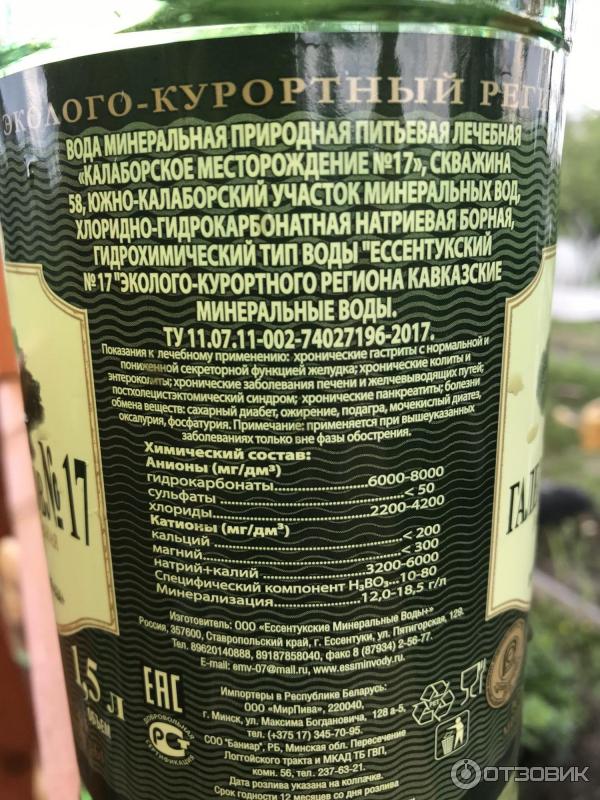 ЭКОЛОГО-КУРОРТНЫЙ РЕГИ
ВОДА МИНЕРАЛЬНАЯ ПРИРОДНАЯ ПИТЬЕВАЯ ЛЕЧЕБНАЯ
«КАЛАБОРСКОЕ МЕСТОРОЖДЕНИЕ №17», СКВАЖИНА
58, ЮЖНО-КАЛАБОРСКИЙ УЧАСТОК МИНЕРАЛЬНЫХ ВОД,
ХЛОРИДНО-ГИДРОКАРБОНАТНАЯ НАТРИЕВАЯ БОРНАЯ,
ГИДРОХИМИЧЕСКИЙ ТИП ВОДЫ "ЕССЕНТУКСКИЙ
№17"ЭКОЛОГО-КУРОРТНОГО РЕГИОНА КАВКАЗСКИЕ
МИНЕРАЛЬНЫЕ ВОДЫ.
ТУ 11.07.11-002-74027196-2017.
Показания к лечебному применению: хронические гастриты с нормальной и
пониженной секреторной функцией желудка; хронические колиты и
энтероколиты; хронические заболевания печени и желчевыводящих путей;
постхолецистэктомический синдром; хронические панкреатиты; болезни
обмена веществ: сахарный диабет, ожирение, подагра, мочекислый диатез,
оксалурия, фосфатурия. Примечание: применяется при вышеуказанных
заболеваниях только вне фазы обострения.
Химический состав:
Анионы (мг/дм³)
гидрокарбонаты......................6000-8000
сульфаты..........................................< 50
хлориды...................................2200-4200
Катионы (мг/дм³)
кальций..........................................< 200
магний............................................< 300
натрий+калий..........................3200-6000
Специфический компонент H₃BO₃...10-80
Минерализация....................12,0-18,5 г/л
Изготовитель: ООО «Ессентукские Минеральные Воды+»
Россия, 357600, Ставропольский край, г. Ессентуки, ул. Пятигорская, 129.
Тел. 89620140888, 89187858040, факс 8 (87934) 2-56-77.
E-mail: emv-07@mail.ru, www.essminvody.ru.
Импортеры в Республике Беларусь:
ООО «МирПива», 220040,
г. Минск, ул. Максима Богдановича, 128 а-5.
тел. (+375 17) 345-70-95.
СООО "Баниар", РБ, Минская обл. Пересечение
Логойского тракта и МКАД ТБ ГВП,
комн. 56, тел. 237-63-21.
Дата розлива указана на колпачке.
Срок годности 12 месяцев со дня розлива
№17
ГАЛ
1,5 л
Объем
EAC
ДОБРОВОЛЬНАЯ
СЕРТИФИКАЦИЯ
ОТЗОВИК